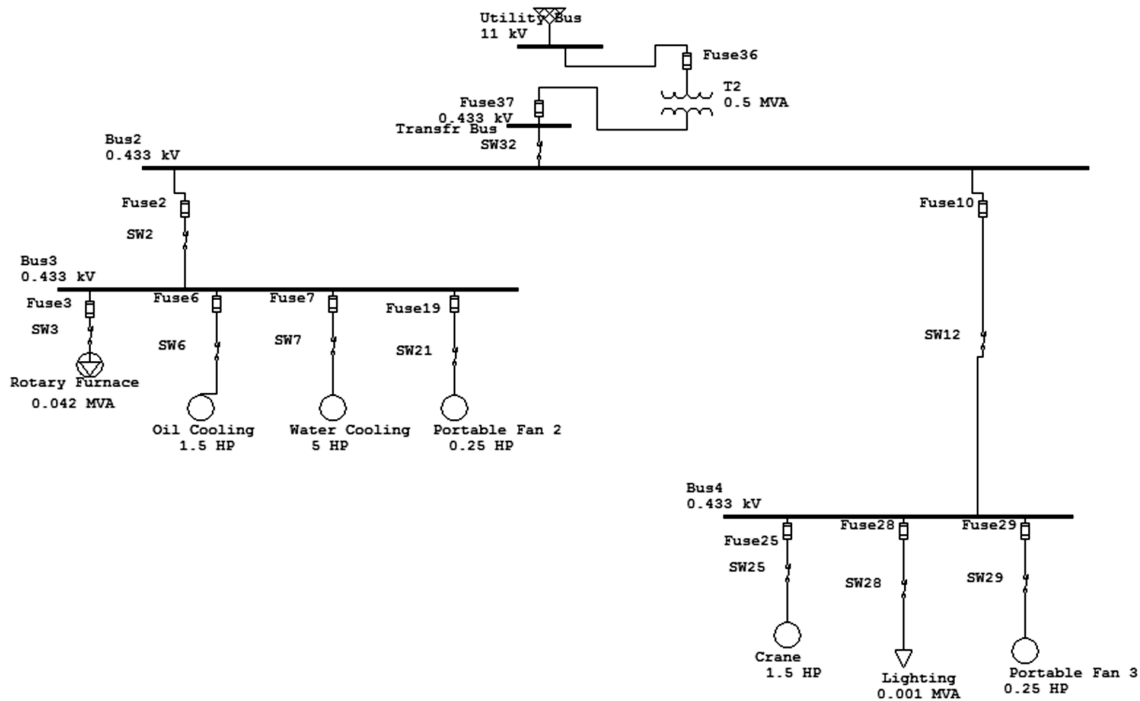 Utility Bus
11 kV
Fuse36
T2
0.5 MVA
Fuse37
0.433 kV
Transfr Bus
SW32
Bus2
0.433 kV
Fuse2
Fuse10
SW2
Bus3
0.433 kV
Fuse3
Fuse6
Fuse7
Fuse19
SW3
SW6
SW7
SW21
SW12
Rotary Furnace
0.042 MVA
Oil Cooling
1.5 HP
Water Cooling
5 HP
Portable Fan 2
0.25 HP
Bus4
0.433 kV
Fuse25
Fuse28
Fuse29
SW25
SW28
SW29
Crane
1.5 HP
Lighting
0.001 MVA
Portable Fan 3
0.25 HP